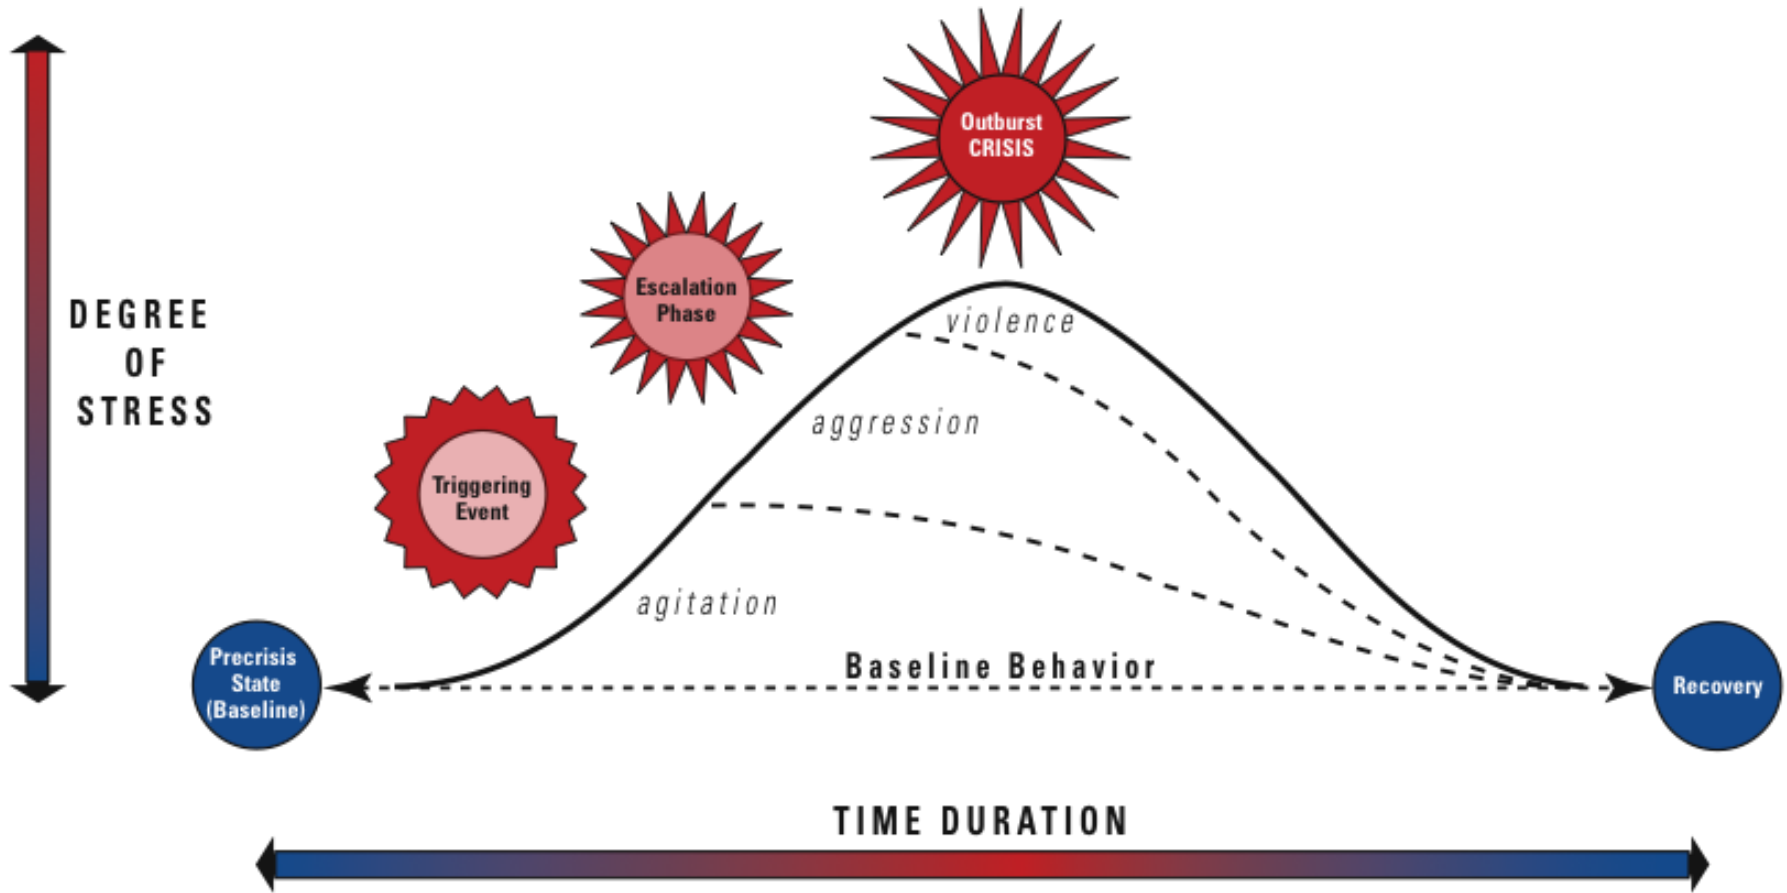 Outburst
CRISIS
Escalation
Phase
DEGREE
OF
STRESS
violence
aggression
Triggering
Event
agitation
Precrisis
State
(Baseline)
Baseline Behavior
Recovery
TIME DURATION